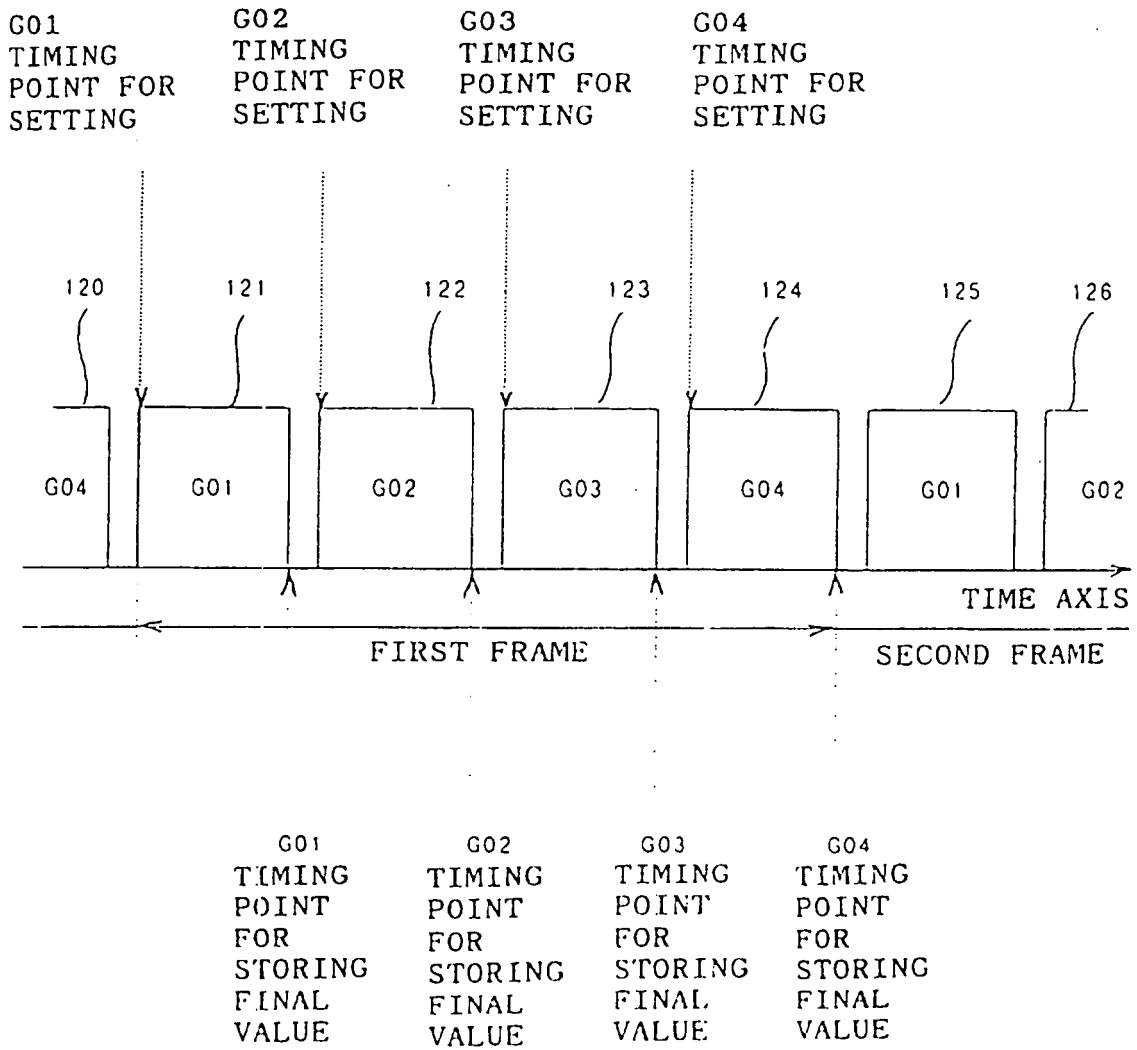 G01
TIMING
POINT FOR
SETTING
G02
TIMING
POINT FOR
SETTING
G03
TIMING
POINT FOR
SETTING
G04
TIMING
POINT FOR
SETTING
120 121 122 123 124 125 126
G04 G01 G02 G03 G04 G01 G02
TIME AXIS
FIRST FRAME SECOND FRAME
G01
TIMING
POINT
FOR
STORING
FINAL
VALUE
G02
TIMING
POINT
FOR
STORING
FINAL
VALUE
G03
TIMING
POINT
FOR
STORING
FINAL
VALUE
G04
TIMING
POINT
FOR
STORING
FINAL
VALUE